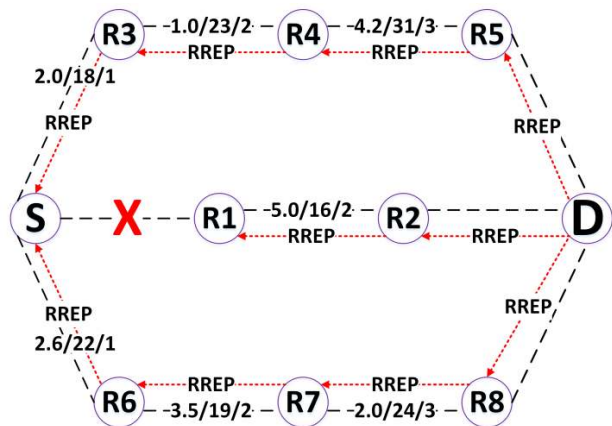 R3 1.0/23/2 R4 4.2/31/3 R5
RREP RREP
2.0/18/1
RREP RREP
S X R1 5.0/16/2 R2 D
RREP RREP
RREP RREP
2.6/22/1
RREP RREP
R6 3.5/19/2 R7 2.0/24/3 R8